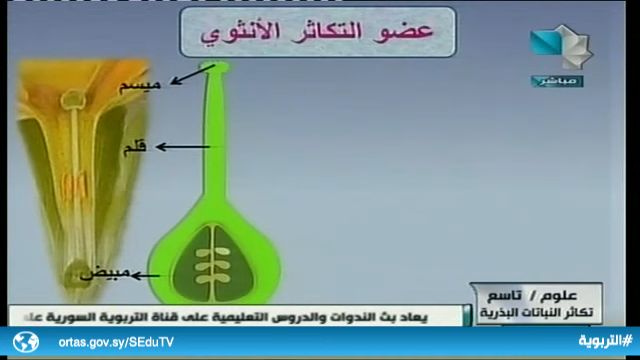 عضو التكاثر الأنثوي
مباشر
ميسم
قلم
مبيض
علوم / تاسع
تكاثر النباتات البذرية
يعاد بث الندوات والدروس التعليمية على قناة التربوية السورية
ortas.gov.sy/SEduTV
#التربوية